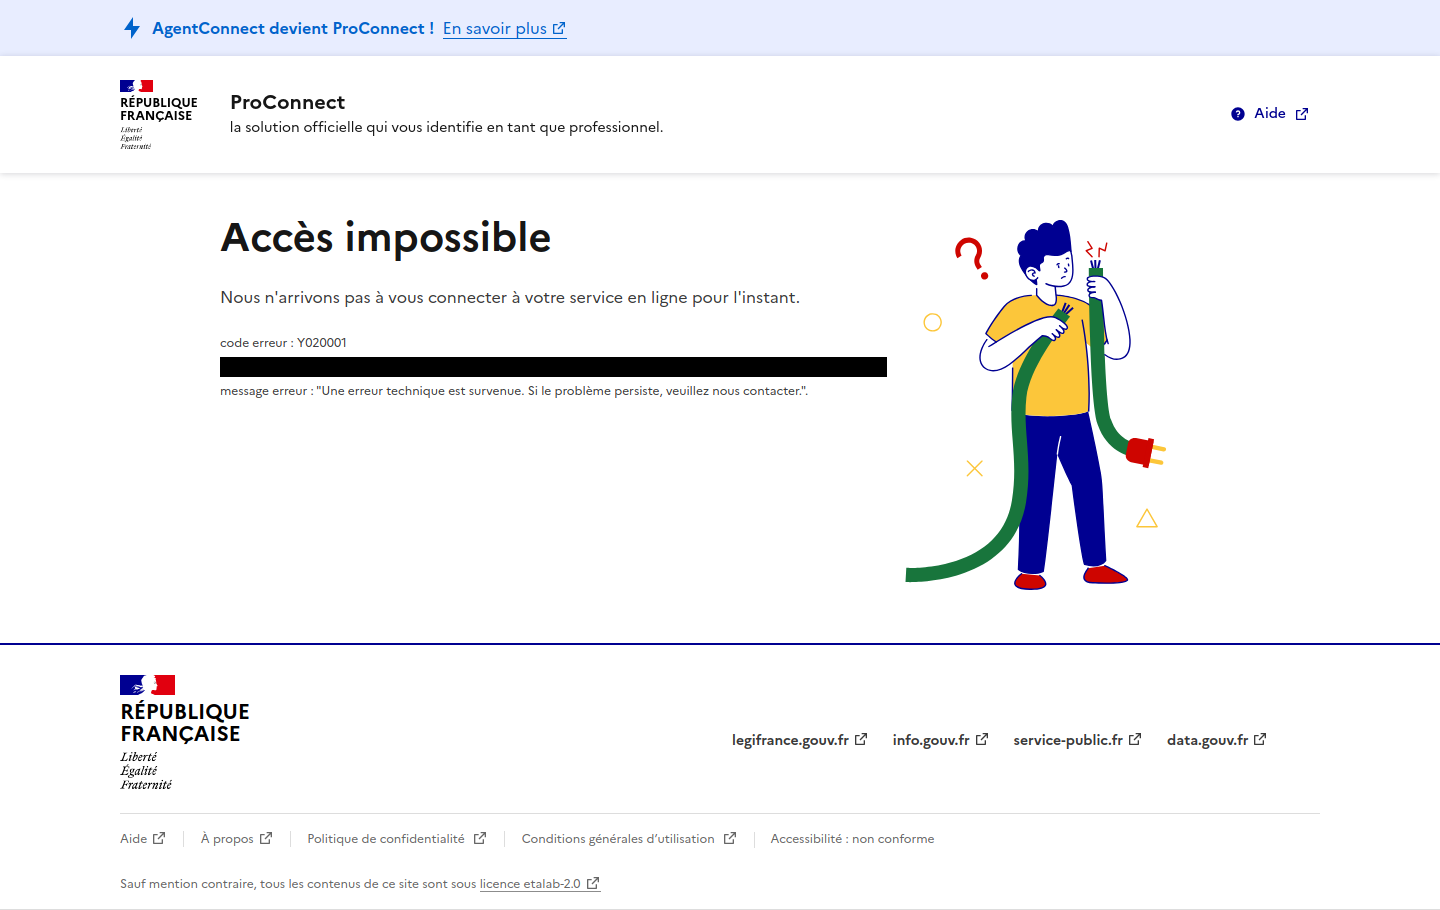 AgentConnect devient ProConnect ! En savoir plus
RÉPUBLIQUE
FRANÇAISE
Liberté
Égalité
Fraternité
ProConnect
la solution officielle qui vous identifie en tant que professionnel.
Aide
Accès impossible
Nous n'arrivons pas à vous connecter à votre service en ligne pour l'instant.
code erreur : Y020001
message erreur : "Une erreur technique est survenue. Si le problème persiste, veuillez nous contacter.".
RÉPUBLIQUE
FRANÇAISE
Liberté
Égalité
Fraternité
legifrance.gouv.fr info.gouv.fr service-public.fr data.gouv.fr
Aide À propos Politique de confidentialité Conditions générales d’utilisation Accessibilité : non conforme
Sauf mention contraire, tous les contenus de ce site sont sous licence etalab-2.0